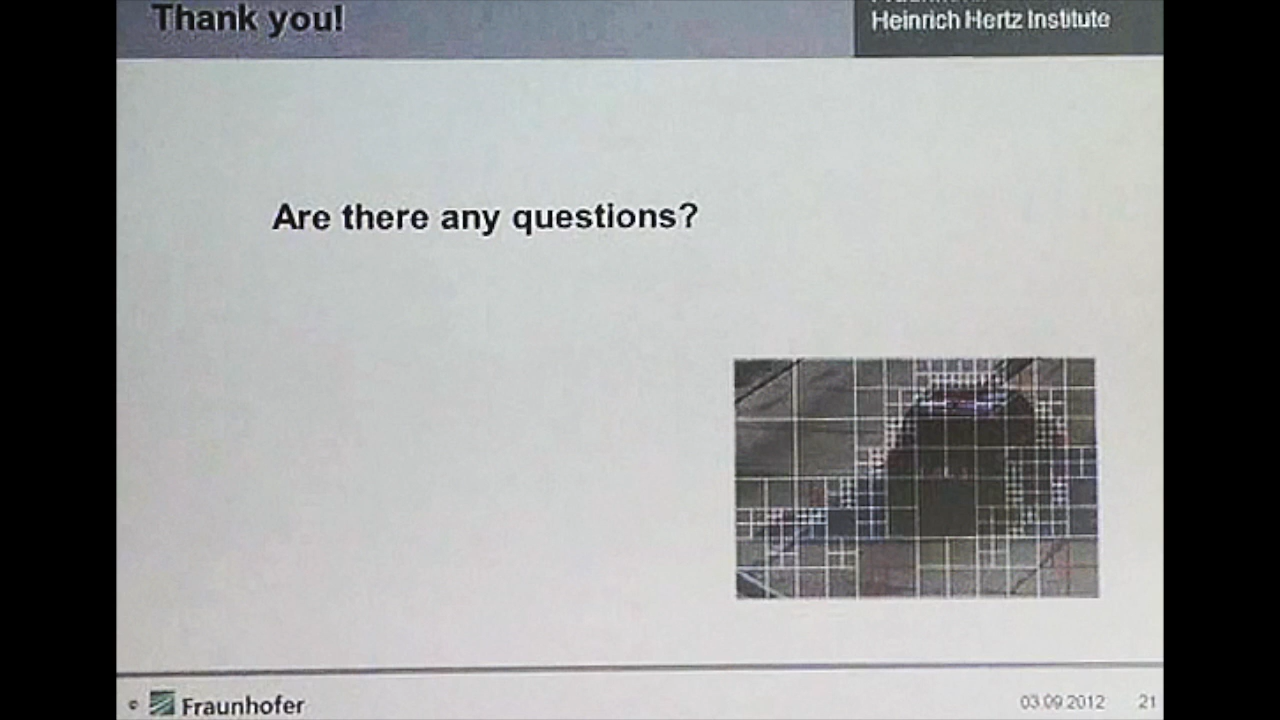 Thank you!
Heinrich Hertz Institute
Are there any questions?
© Fraunhofer
03.09.2012 21